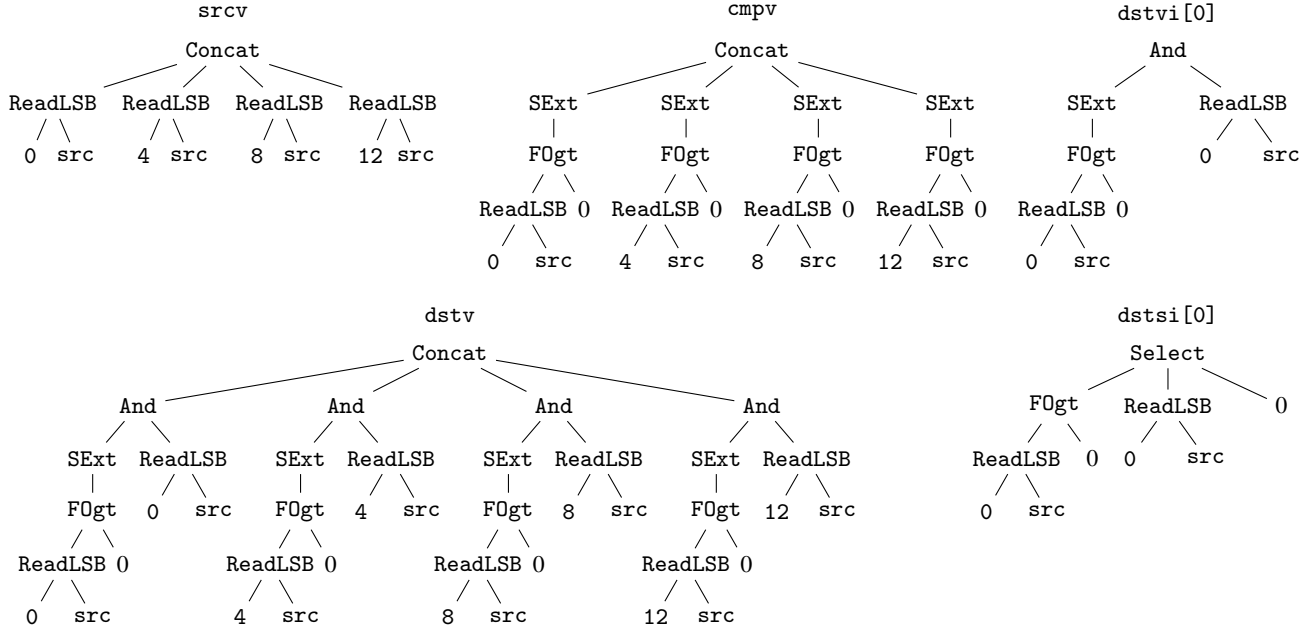 srcv cmpv dstvi[0]
Concat Concat And
ReadLSB ReadLSB ReadLSB ReadLSB SExt SExt SExt SExt SExt ReadLSB
0 src 4 src 8 src 12 src FOgt FOgt FOgt FOgt FOgt 0 src
ReadLSB 0 ReadLSB 0 ReadLSB 0 ReadLSB 0 ReadLSB 0
0 src 4 src 8 src 12 src 0 src
dstv dstsi[0]
Concat Select
And And And And FOgt ReadLSB 0
SExt ReadLSB SExt ReadLSB SExt ReadLSB SExt ReadLSB ReadLSB 0 0 src
FOgt 0 src FOgt 4 src FOgt 8 src FOgt 12 src 0 src
ReadLSB 0 ReadLSB 0 ReadLSB 0 ReadLSB 0
0 src 4 src 8 src 12 src